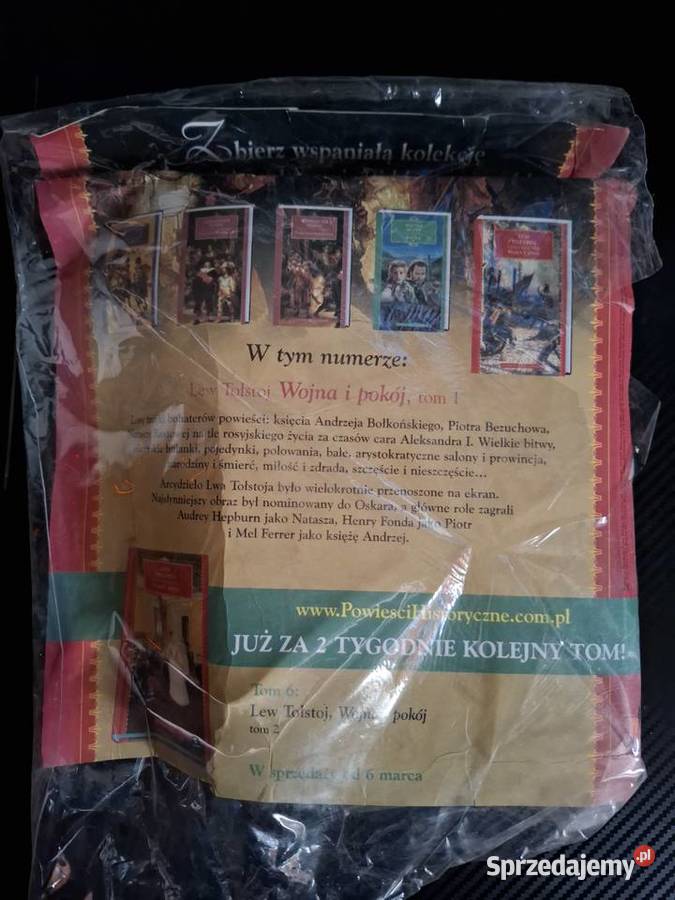 Zbierz wspaniałą kolekcję
W tym numerze:
Lew Tołstoj Wojna i pokój, tom 1
Losy bohaterów powieści: księcia Andrzeja Bołkońskiego, Piotra Bezuchowa,
na tle rosyjskiego życia za czasów cara Aleksandra I. Wielkie bitwy,
hulanki, pojedynki, polowania, bale, arystokratyczne salony i prowincja,
narodziny i śmierć, miłość i zdrada, szczęście i nieszczęście...
Arcydzieło Lwa Tołstoja było wielokrotnie przenoszone na ekran.
Najsłynniejszy obraz był nominowany do Oskara, a główne role zagrali
Audrey Hepburn jako Natasza, Henry Fonda jako Piotr
i Mel Ferrer jako książę Andrzej.
www.PowiesciHistoryczne.com.pl
JUŻ ZA 2 TYGODNIE KOLEJNY TOM!
Tom 6:
Lew Tołstoj, Wojna i pokój
tom 2
W sprzedaży od 6 marca
Sprzedajemy.pl